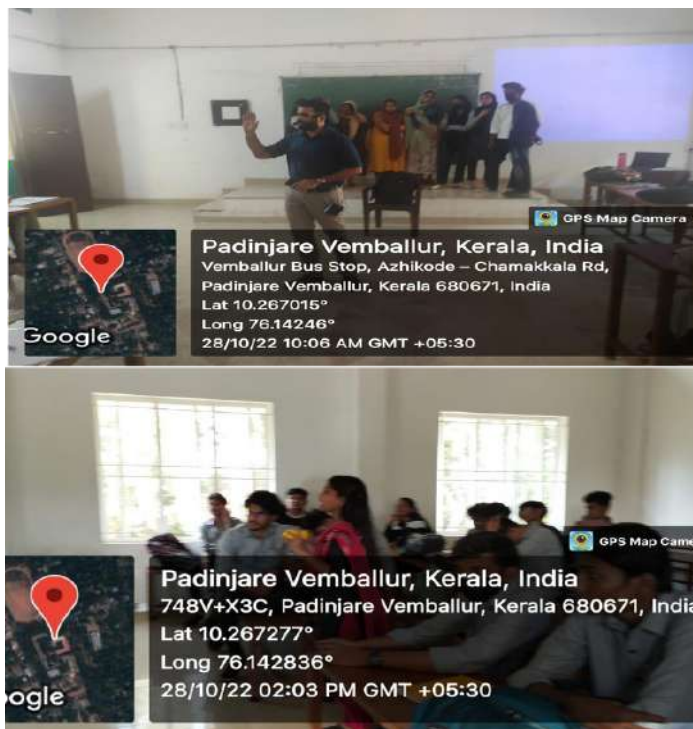 GPS Map Camera
Padinjare Vemballur, Kerala, India
Vemballur Bus Stop, Azhikode – Chamakkala Rd,
Padinjare Vemballur, Kerala 680671, India
Lat 10.267015°
Long 76.14246°
28/10/22 10:06 AM GMT +05:30
Google
GPS Map Came
Padinjare Vemballur, Kerala, India
748V+X3C, Padinjare Vemballur, Kerala 680671, India
Lat 10.267277°
Long 76.142836°
28/10/22 02:03 PM GMT +05:30
oogle